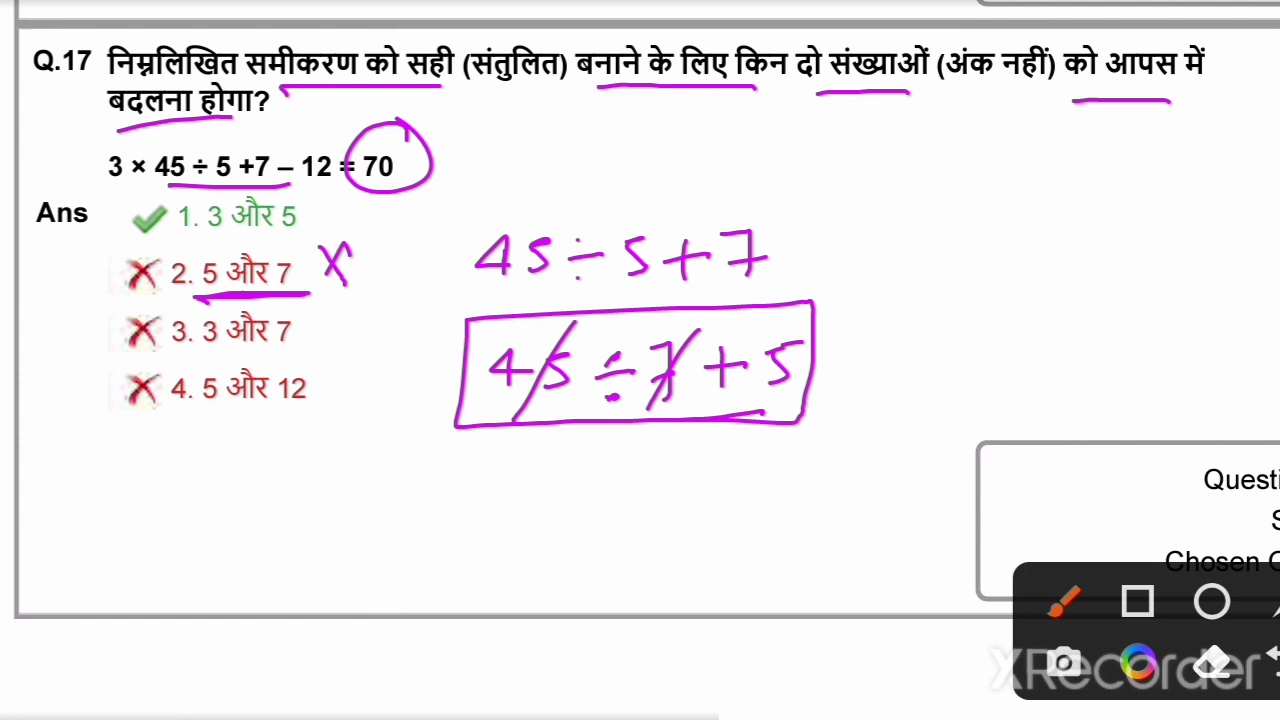 Q.17 निम्नलिखित समीकरण को सही (संतुलित) बनाने के लिए किन दो संख्याओं (अंक नहीं) को आपस में
बदलना होगा?
3 × 45 ÷ 5 +7 – 12 = 70
Ans 1. 3 और 5
2. 5 और 7 X
3. 3 और 7
4. 5 और 12
45 ÷ 5 + 7
45 ÷ 7 + 5
Questi
S
Chosen O
XRecorder